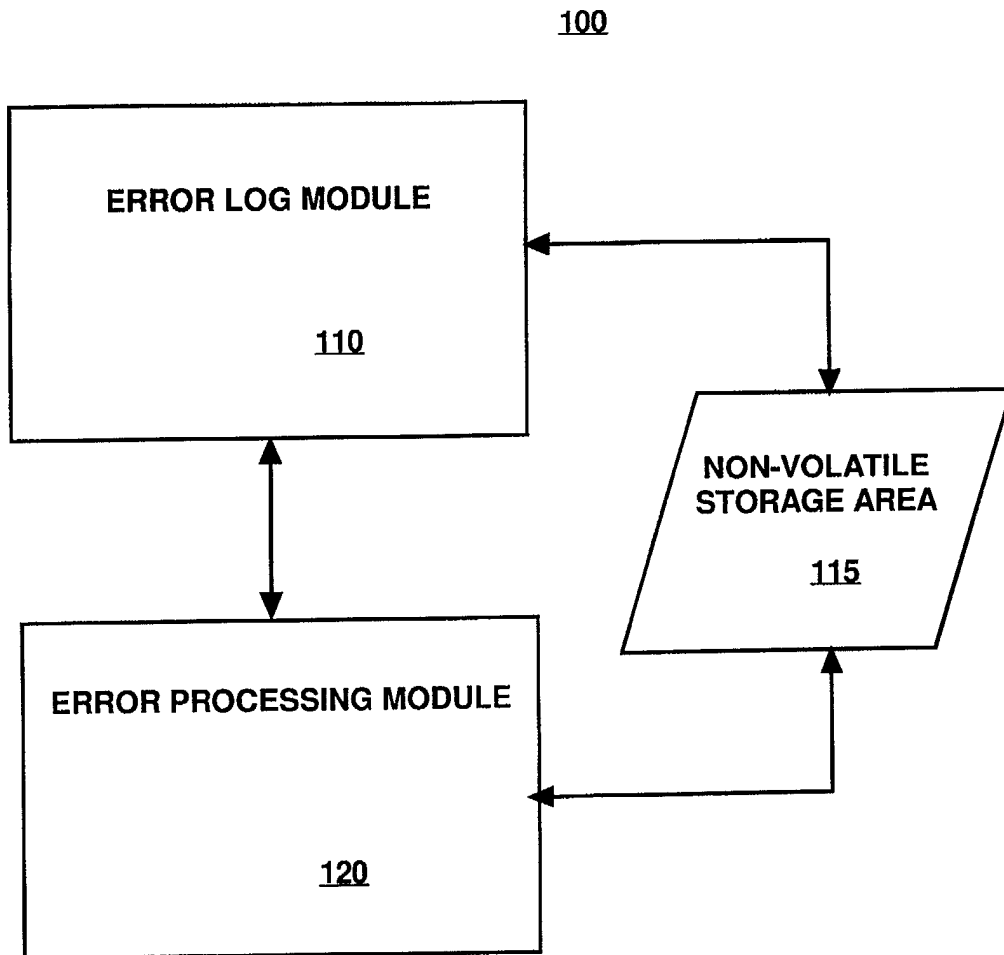 100
ERROR LOG MODULE
110
NON-VOLATILE
STORAGE AREA
115
ERROR PROCESSING MODULE
120